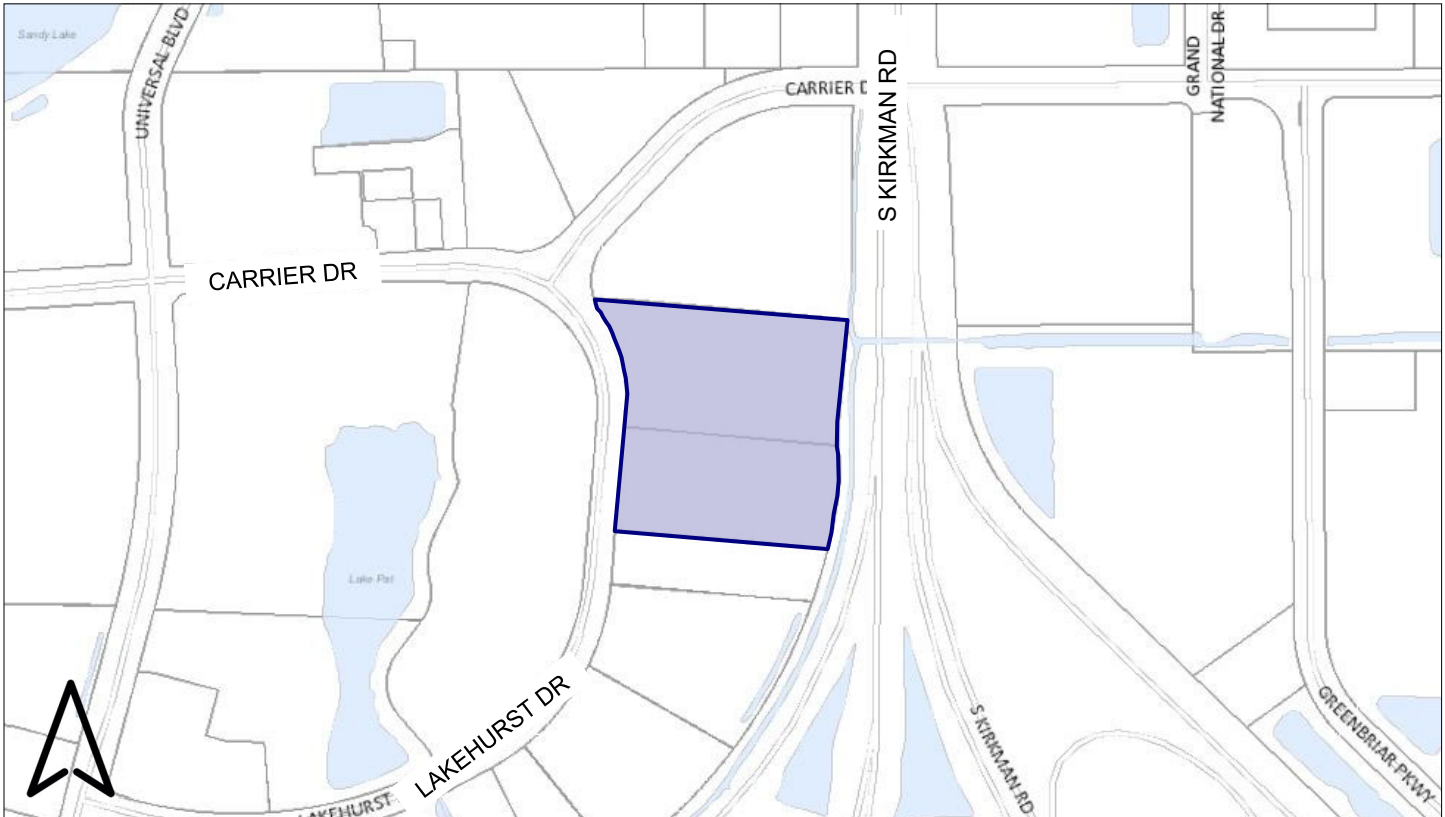 Sandy Lake
UNIVERSAL BLVD
S KIRKMAN RD
GRAND
NATIONAL DR
CARRIER D
CARRIER DR
Lake Pat
LAKEHURST DR
LAKEHURST
S KIRKMAN RD
GREENBRIAR PKWY